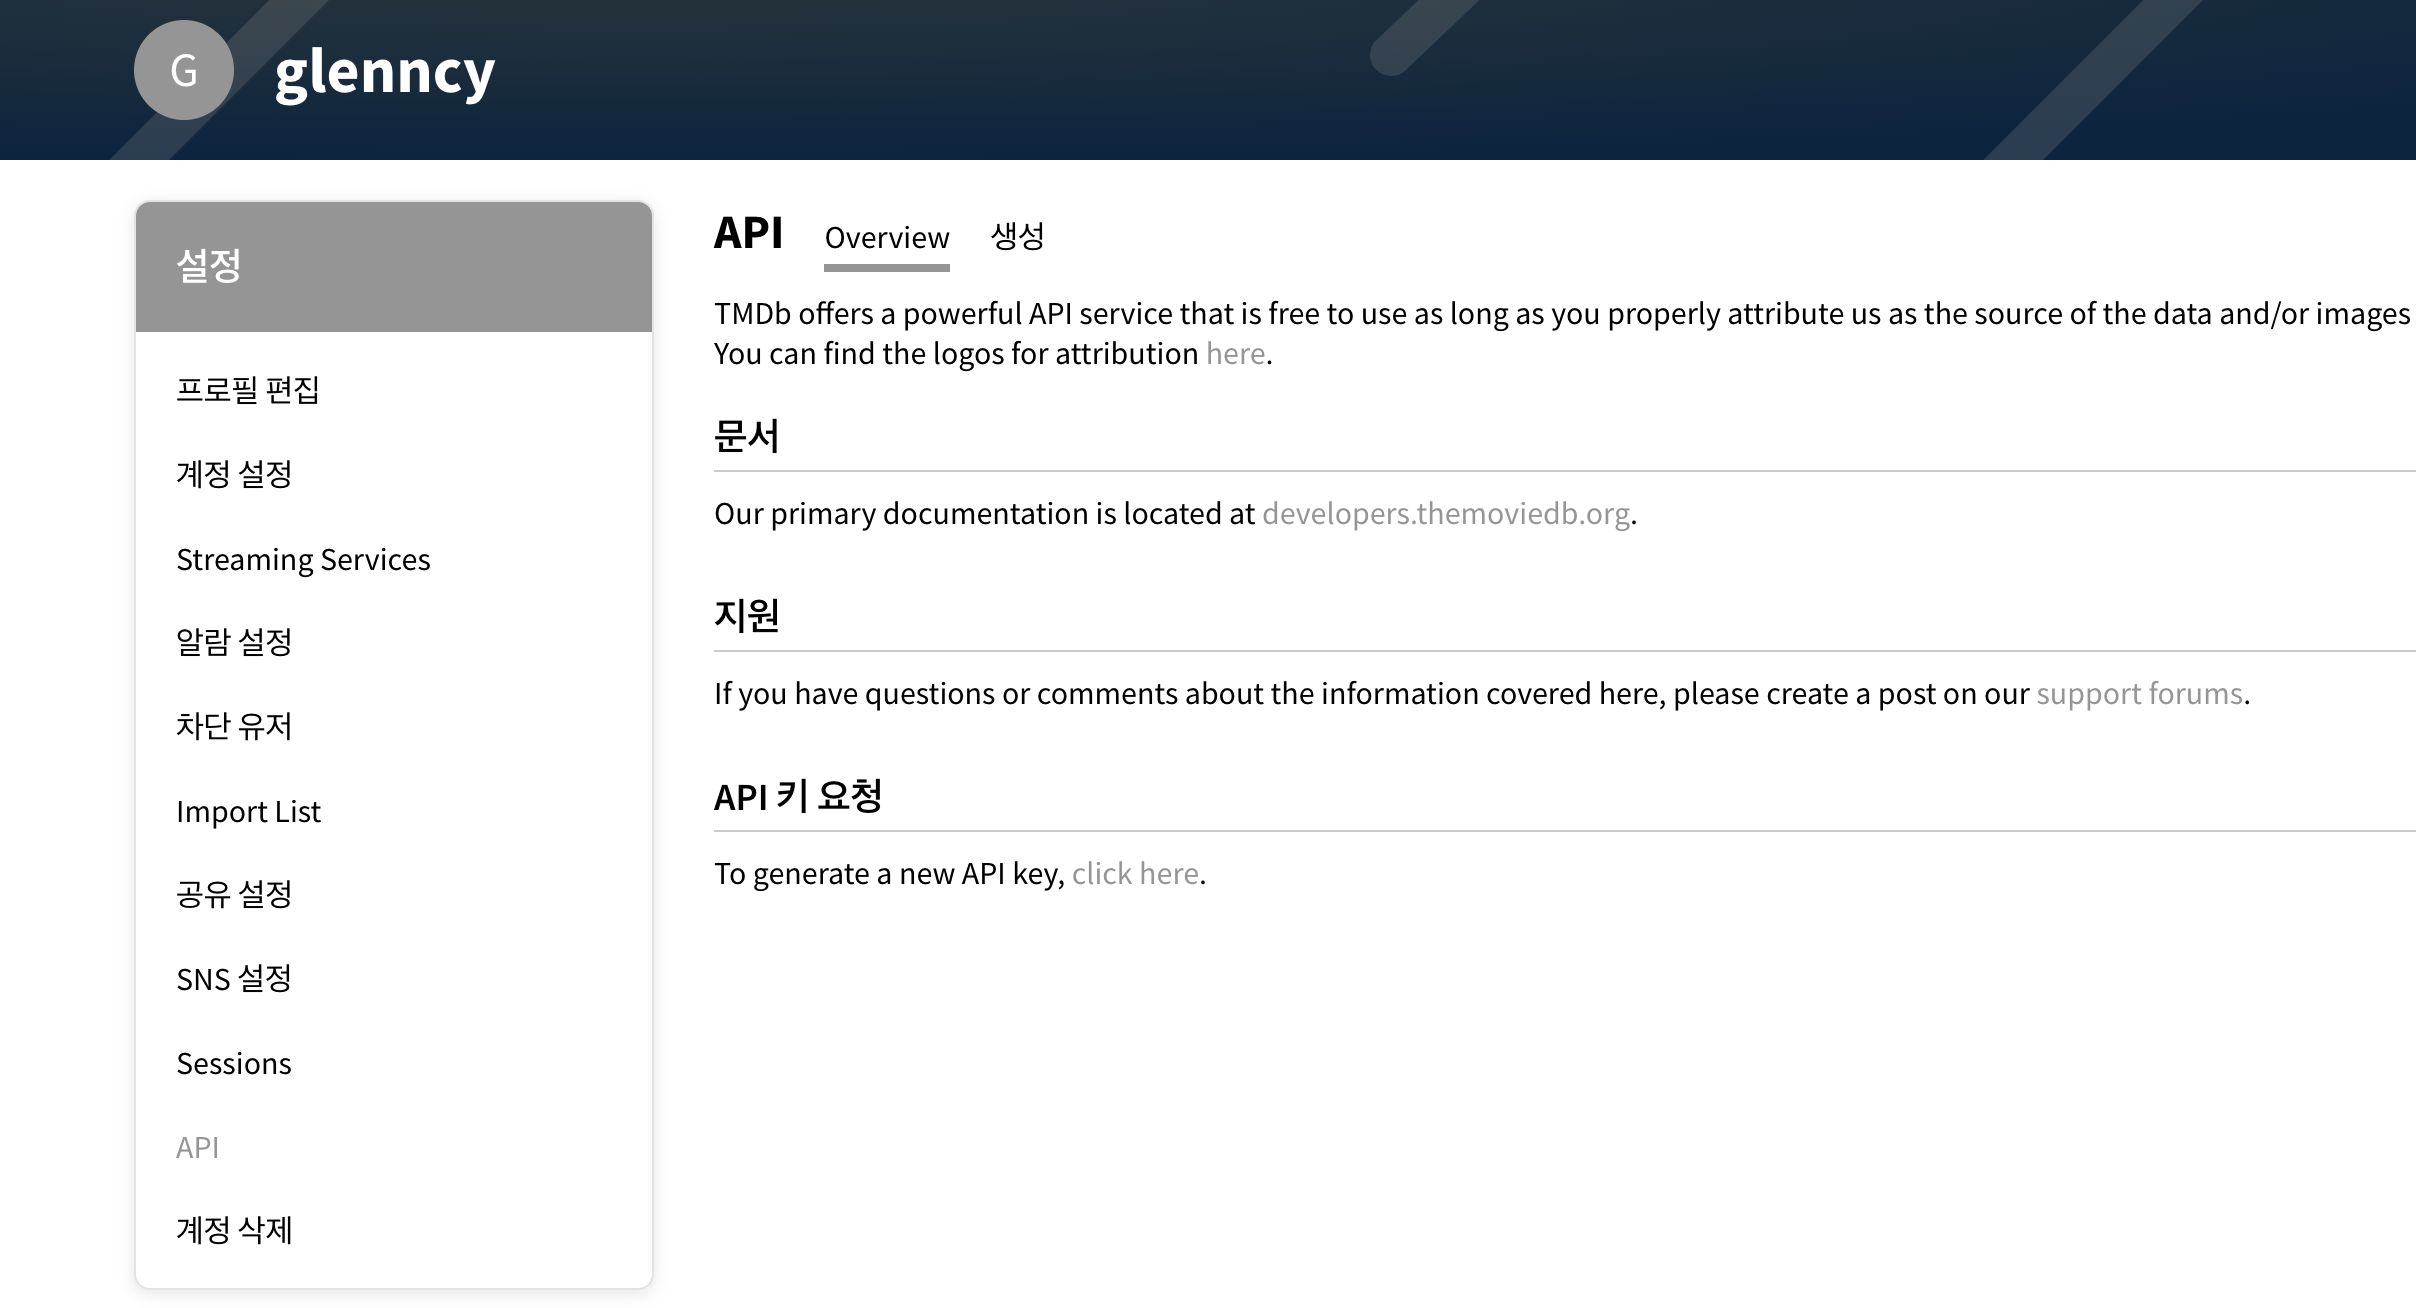 G
glenncy
설정
프로필 편집
계정 설정
Streaming Services
알람 설정
차단 유저
Import List
공유 설정
SNS 설정
Sessions
API
계정 삭제
API Overview 생성
TMDb offers a powerful API service that is free to use as long as you properly attribute us as the source of the data and/or images
You can find the logos for attribution here.
문서
Our primary documentation is located at developers.themoviedb.org.
지원
If you have questions or comments about the information covered here, please create a post on our support forums.
API 키 요청
To generate a new API key, click here.